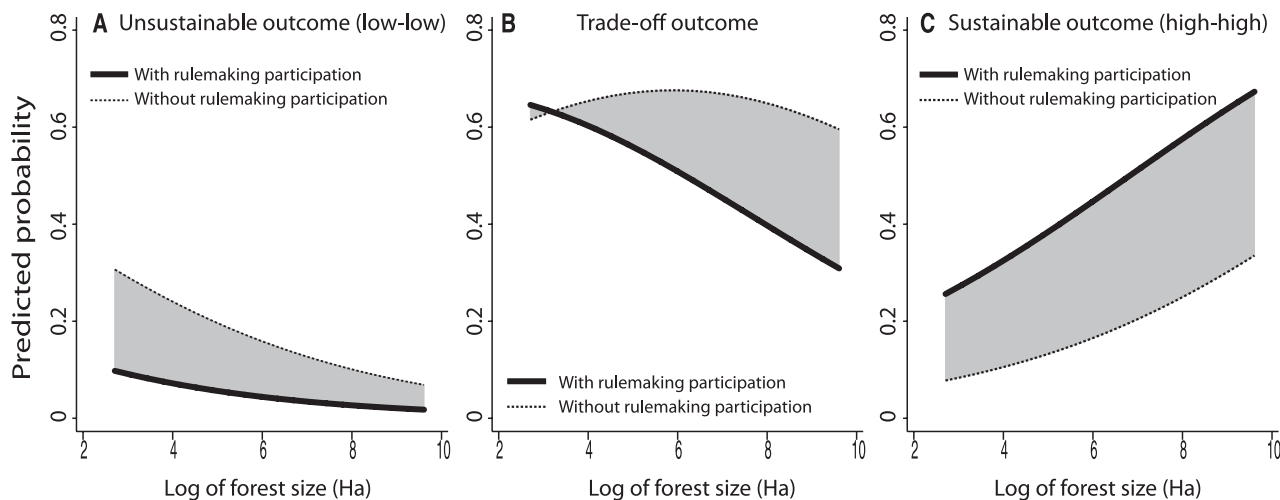 A Unsustainable outcome (low-low)
With rulemaking participation
Without rulemaking participation
Predicted probability
0.8
0.6
0.4
0.2
0
2 4 6 8 10
Log of forest size (Ha)
B Trade-off outcome
0.8
0.6
0.4
0.2
0
With rulemaking participation
Without rulemaking participation
2 4 6 8 10
Log of forest size (Ha)
C Sustainable outcome (high-high)
With rulemaking participation
Without rulemaking participation
0.8
0.6
0.4
0.2
0
2 4 6 8 10
Log of forest size (Ha)